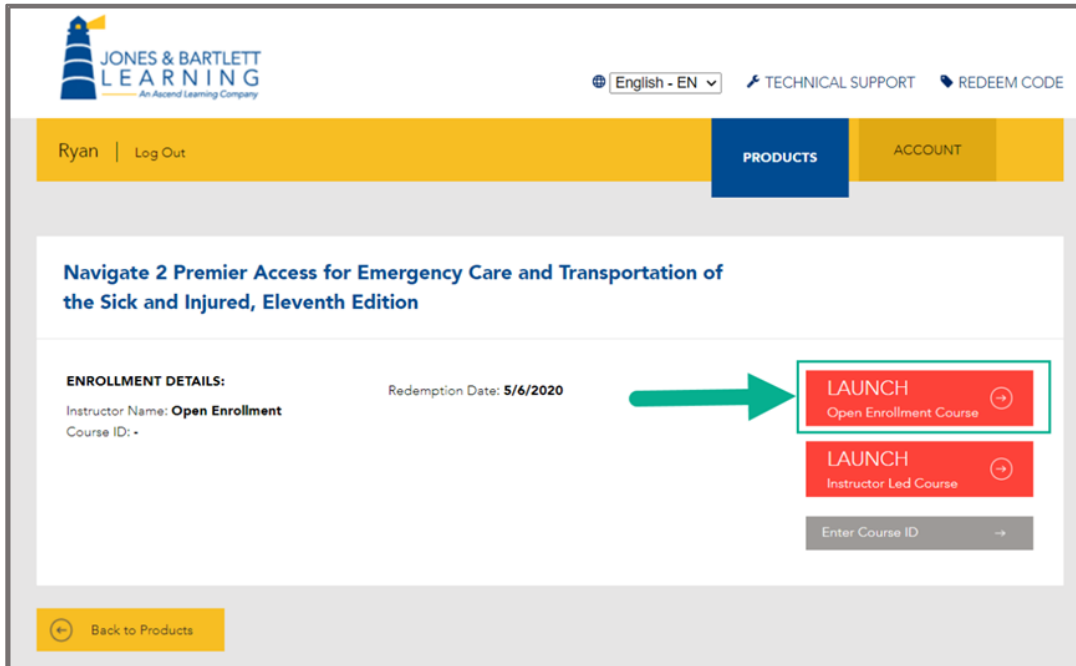 JONES & BARTLETT
LEARNING
An Ascend Learning Company
English - EN
TECHNICAL SUPPORT
REDEEM CODE
Ryan | Log Out
PRODUCTS
ACCOUNT
Navigate 2 Premier Access for Emergency Care and Transportation of
the Sick and Injured, Eleventh Edition
ENROLLMENT DETAILS:
Instructor Name: Open Enrollment
Course ID: -
Redemption Date: 5/6/2020
LAUNCH
Open Enrollment Course
LAUNCH
Instructor Led Course
Enter Course ID
Back to Products